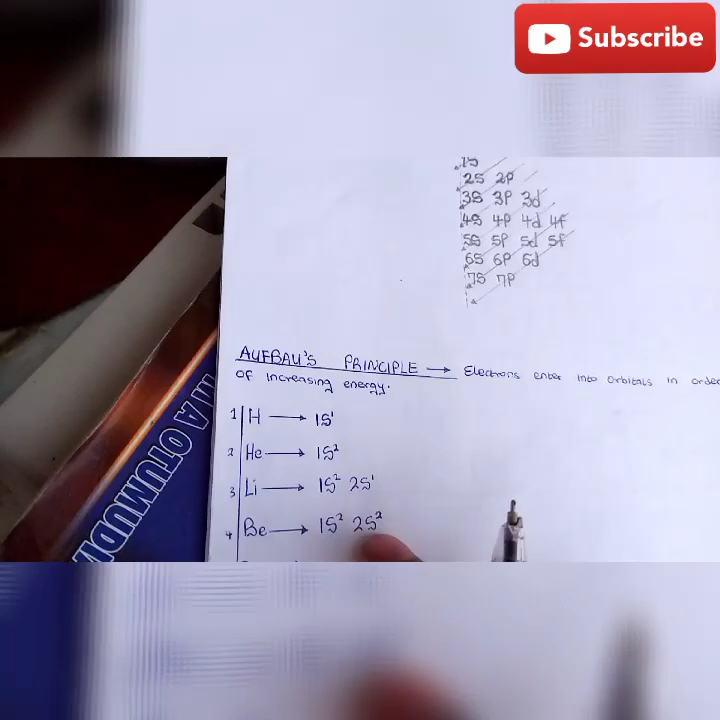 Subscribe
1S
2S 2P
3S 3P 3d
4S 4P 4d 4f
5S 5P 5d 5f
6S 6P 6d
7S 7P
AUFBAU'S PRINCIPLE → Electrons enter into orbitals in order
of increasing energy.
1 H → 1S¹
2 He → 1S²
3 Li → 1S² 2S¹
4 Be → 1S² 2S²
OTUMUDI